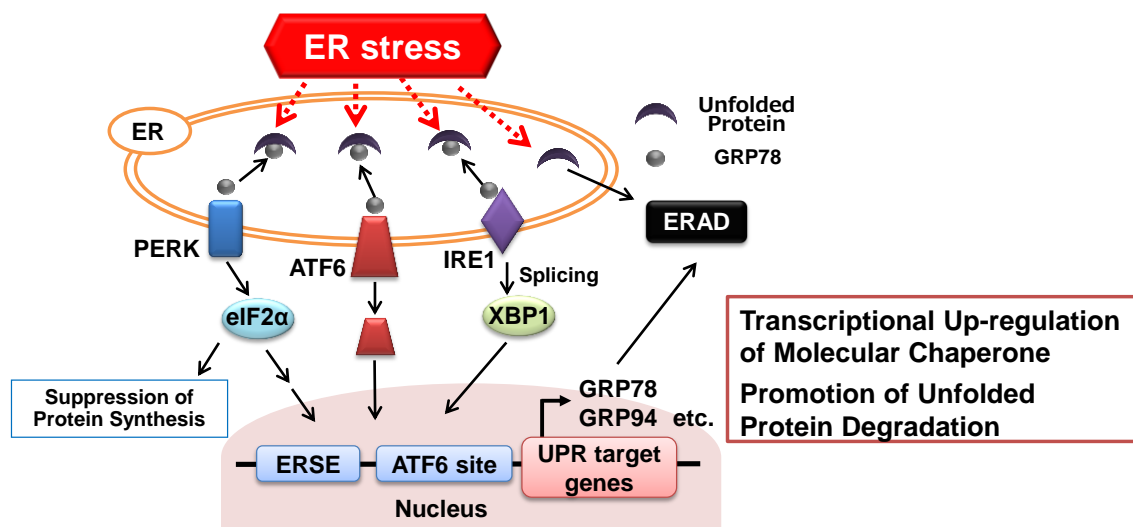 ER stress
ER
Unfolded
Protein
GRP78
ERAD
PERK
ATF6
IRE1
Splicing
eIF2α
XBP1
Suppression of
Protein Synthesis
Transcriptional Up-regulation
of Molecular Chaperone
Promotion of Unfolded
Protein Degradation
GRP78
GRP94 etc.
ERSE
ATF6 site
UPR target
genes
Nucleus